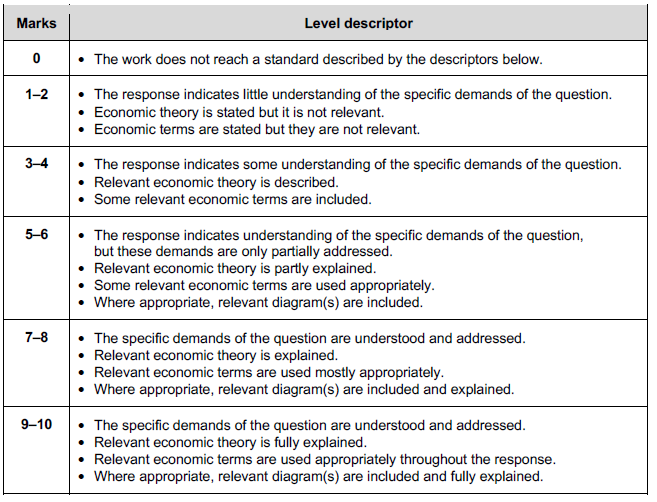 Marks Level descriptor
0 • The work does not reach a standard described by the descriptors below.
1–2 • The response indicates little understanding of the specific demands of the question.
• Economic theory is stated but it is not relevant.
• Economic terms are stated but they are not relevant.
3–4 • The response indicates some understanding of the specific demands of the question.
• Relevant economic theory is described.
• Some relevant economic terms are included.
5–6 • The response indicates understanding of the specific demands of the question,
but these demands are only partially addressed.
• Relevant economic theory is partly explained.
• Some relevant economic terms are used appropriately.
• Where appropriate, relevant diagram(s) are included.
7–8 • The specific demands of the question are understood and addressed.
• Relevant economic theory is explained.
• Relevant economic terms are used mostly appropriately.
• Where appropriate, relevant diagram(s) are included and explained.
9–10 • The specific demands of the question are understood and addressed.
• Relevant economic theory is fully explained.
• Relevant economic terms are used appropriately throughout the response.
• Where appropriate, relevant diagram(s) are included and fully explained.